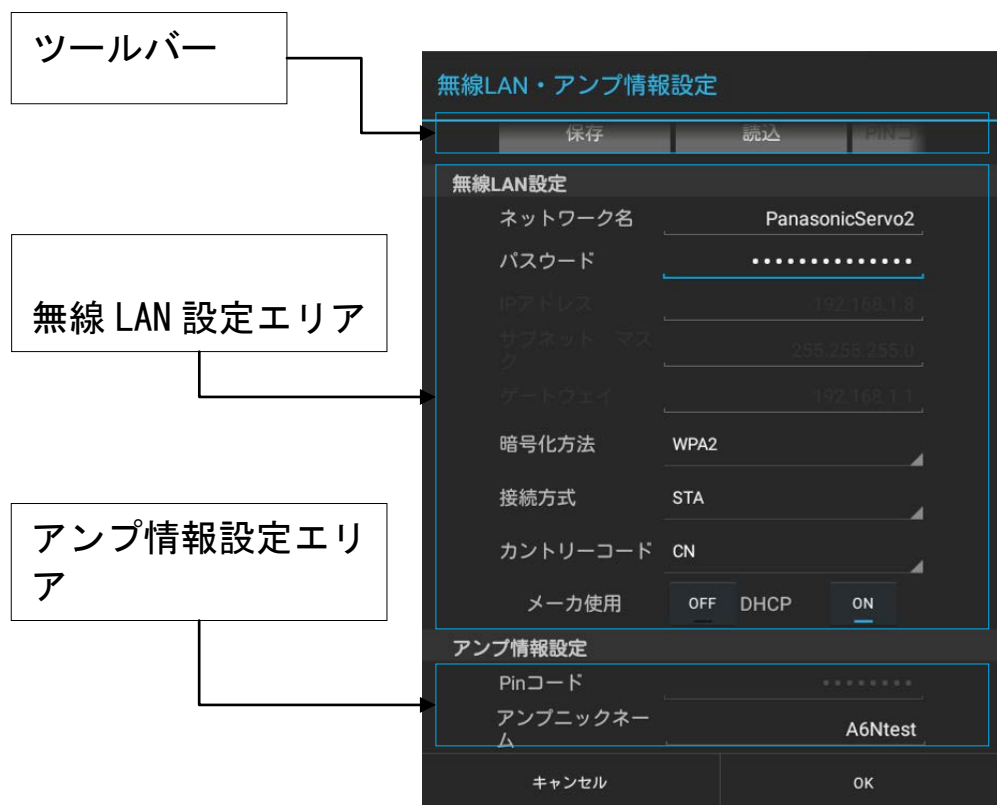 ツールバー
無線LAN・アンプ情報設定
保存 読込 PINコ
無線LAN設定
ネットワーク名 PanasonicServo2
パスワード ••••••••••••••
無線 LAN 設定エリア
IPアドレス 192.168.1.8
サブネット マス
ク 255.255.255.0
ゲートウェイ 192.168.1.1
暗号化方法 WPA2
接続方式 STA
カントリーコード CN
メーカ使用 OFF DHCP ON
アンプ情報設定エリ
ア
アンプ情報設定
Pinコード ••••••••
アンプニックネー
ム A6Ntest
キャンセル OK